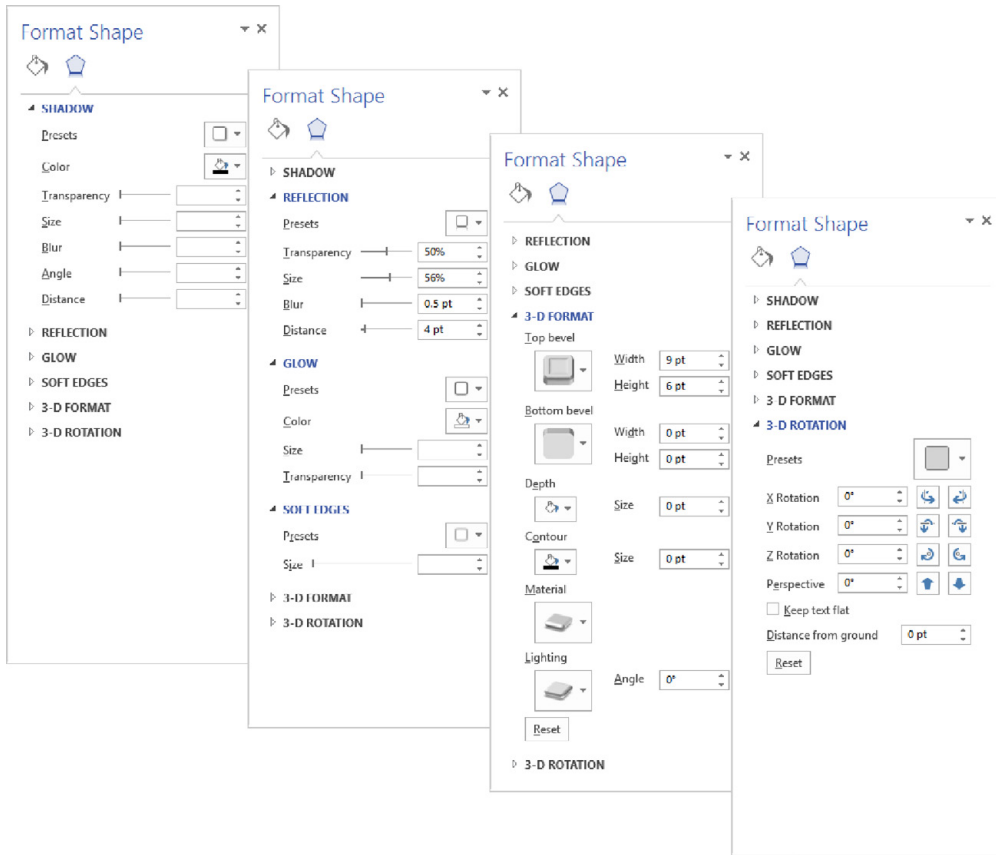 Format Shape
SHADOW
Presets
Color
Transparency
Size
Blur
Angle
Distance
REFLECTION
GLOW
SOFT EDGES
3-D FORMAT
3-D ROTATION
Format Shape
SHADOW
REFLECTION
Presets
Transparency 50%
Size 56%
Blur 0.5 pt
Distance 4 pt
GLOW
Presets
Color
Size
Transparency
SOFT EDGES
Presets
Size
3-D FORMAT
3-D ROTATION
Format Shape
REFLECTION
GLOW
SOFT EDGES
3-D FORMAT
Top bevel
Width 9 pt
Height 6 pt
Bottom bevel
Width 0 pt
Height 0 pt
Depth
Size 0 pt
Contour
Size 0 pt
Material
Lighting
Angle 0°
Reset
3-D ROTATION
Format Shape
SHADOW
REFLECTION
GLOW
SOFT EDGES
3-D FORMAT
3-D ROTATION
Presets
X Rotation 0°
Y Rotation 0°
Z Rotation 0°
Perspective 0°
Keep text flat
Distance from ground 0 pt
Reset